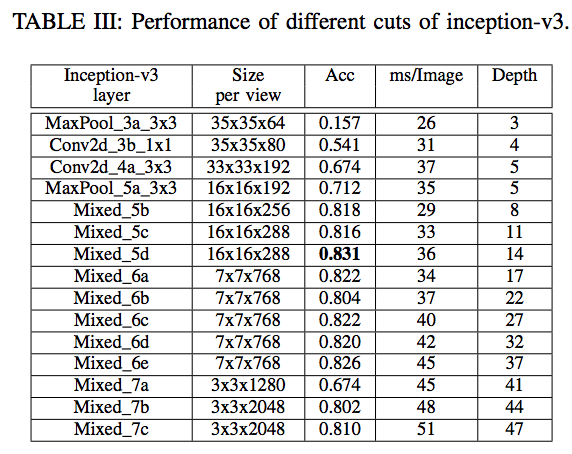 TABLE III: Performance of different cuts of inception-v3.
Inception-v3 layer Size per view Acc ms/Image Depth
MaxPool_3a_3x3 35x35x64 0.157 26 3
Conv2d_3b_1x1 35x35x80 0.541 31 4
Conv2d_4a_3x3 33x33x192 0.674 37 5
MaxPool_5a_3x3 16x16x192 0.712 35 5
Mixed_5b 16x16x256 0.818 29 8
Mixed_5c 16x16x288 0.816 33 11
Mixed_5d 16x16x288 0.831 36 14
Mixed_6a 7x7x768 0.822 34 17
Mixed_6b 7x7x768 0.804 37 22
Mixed_6c 7x7x768 0.822 40 27
Mixed_6d 7x7x768 0.820 42 32
Mixed_6e 7x7x768 0.826 45 37
Mixed_7a 3x3x1280 0.674 45 41
Mixed_7b 3x3x2048 0.802 48 44
Mixed_7c 3x3x2048 0.810 51 47